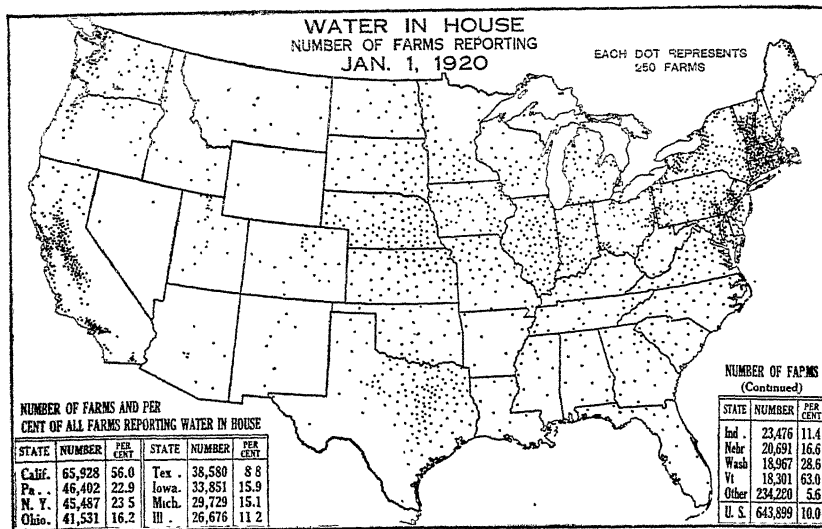 WATER IN HOUSE
NUMBER OF FARMS REPORTING
JAN. 1, 1920
EACH DOT REPRESENTS
250 FARMS
NUMBER OF FARMS AND PER
CENT OF ALL FARMS REPORTING WATER IN HOUSE
STATE NUMBER PER CENT STATE NUMBER PER CENT
Calif. 65,928 56.0 Tex . 38,580 8 8
Pa . . 46,402 22.9 Iowa. 33,851 15.9
N. Y. 45,487 23 5 Mich. 29,729 15.1
Ohio. 41,531 16.2 Ill . 26,676 11 2
NUMBER OF FARMS
(Continued)
STATE NUMBER PER CENT
Ind . 23,476 11.4
Nebr 20,691 16.6
Wash 18,967 28.6
Vt 18,301 63.0
Other 234,280 5.6
U. S. 643,899 10.0